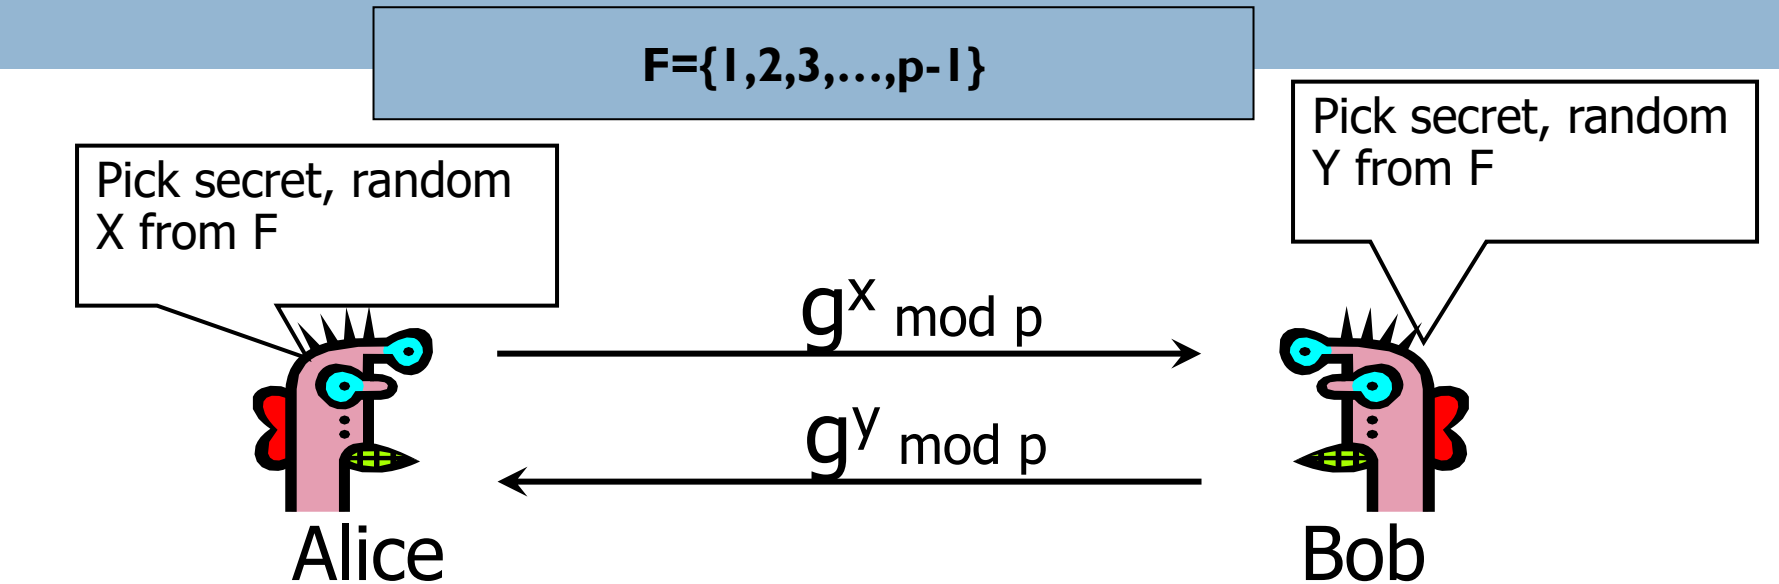 F={1,2,3,...,p-1}
Pick secret, random
Y from F
Pick secret, random
X from F
gˣ mod p
gʸ mod p
Alice
Bob